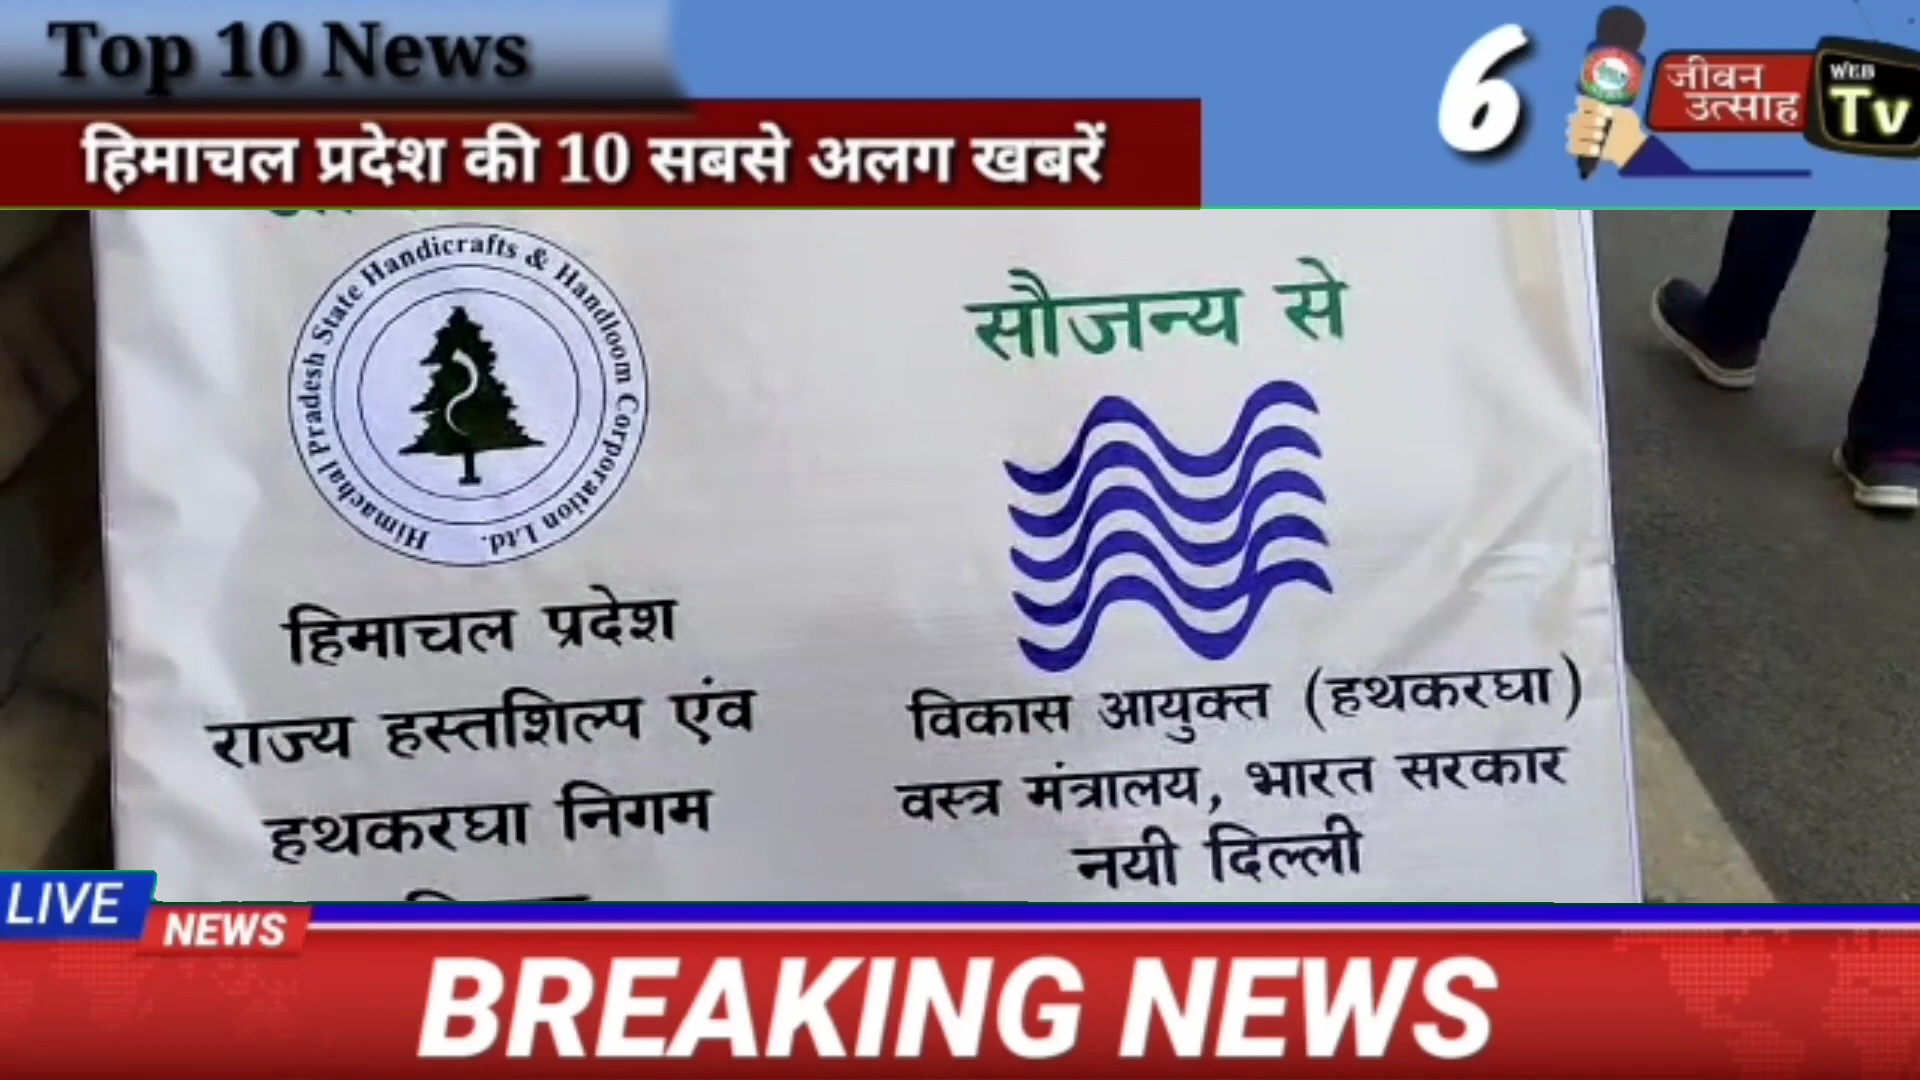 Top 10 News
हिमाचल प्रदेश की 10 सबसे अलग खबरें
6
जीवन
उत्साह
WEB
Tv
Himachal Pradesh State Handicrafts & Handloom Corporation Ltd.
हिमाचल प्रदेश
राज्य हस्तशिल्प एंव
हथकरघा निगम
सौजन्य से
विकास आयुक्त (हथकरघा)
वस्त्र मंत्रालय, भारत सरकार
नयी दिल्ली
LIVE
NEWS
BREAKING NEWS